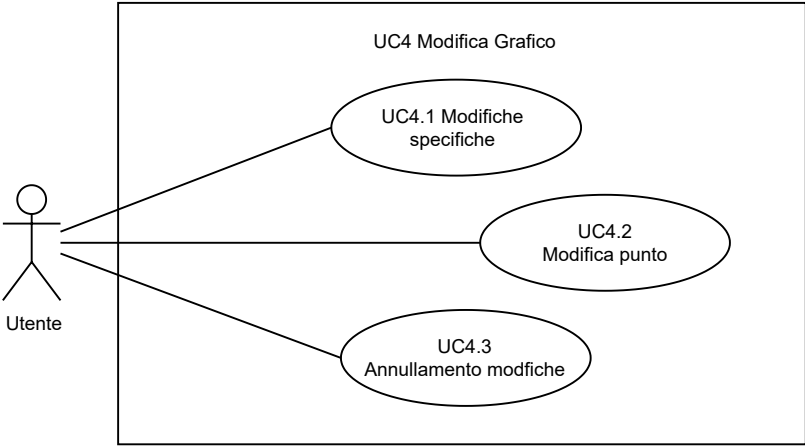 UC4 Modifica Grafico
UC4.1 Modifiche
specifiche
UC4.2
Modifica punto
Utente
UC4.3
Annullamento modfiche